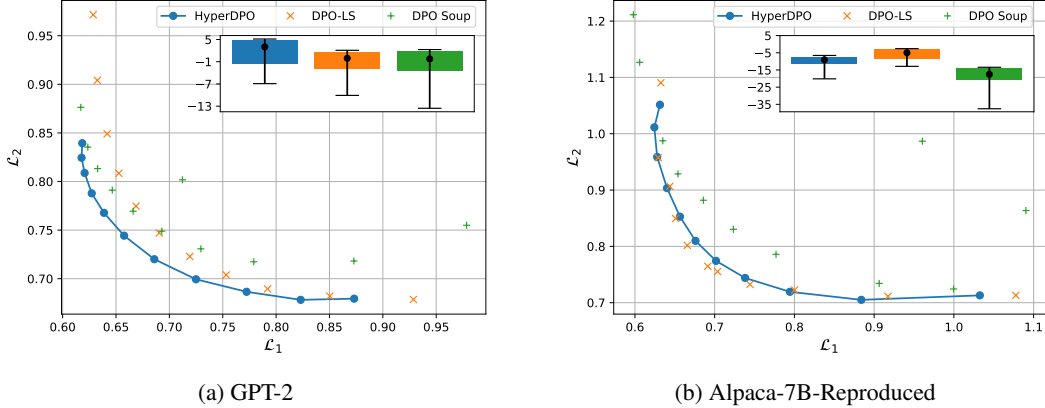 HyperDPO DPO-LS DPO Soup
0.95
0.90
0.85
0.80
0.75
0.70
5
−1
−7
−13
0.60 0.65 0.70 0.75 0.80 0.85 0.90 0.95
ℒ₂
ℒ₁
(a) GPT-2
HyperDPO DPO-LS DPO Soup
1.2
1.1
1.0
0.9
0.8
0.7
5
−5
−15
−25
−35
0.6 0.7 0.8 0.9 1.0 1.1
ℒ₂
ℒ₁
(b) Alpaca-7B-Reproduced